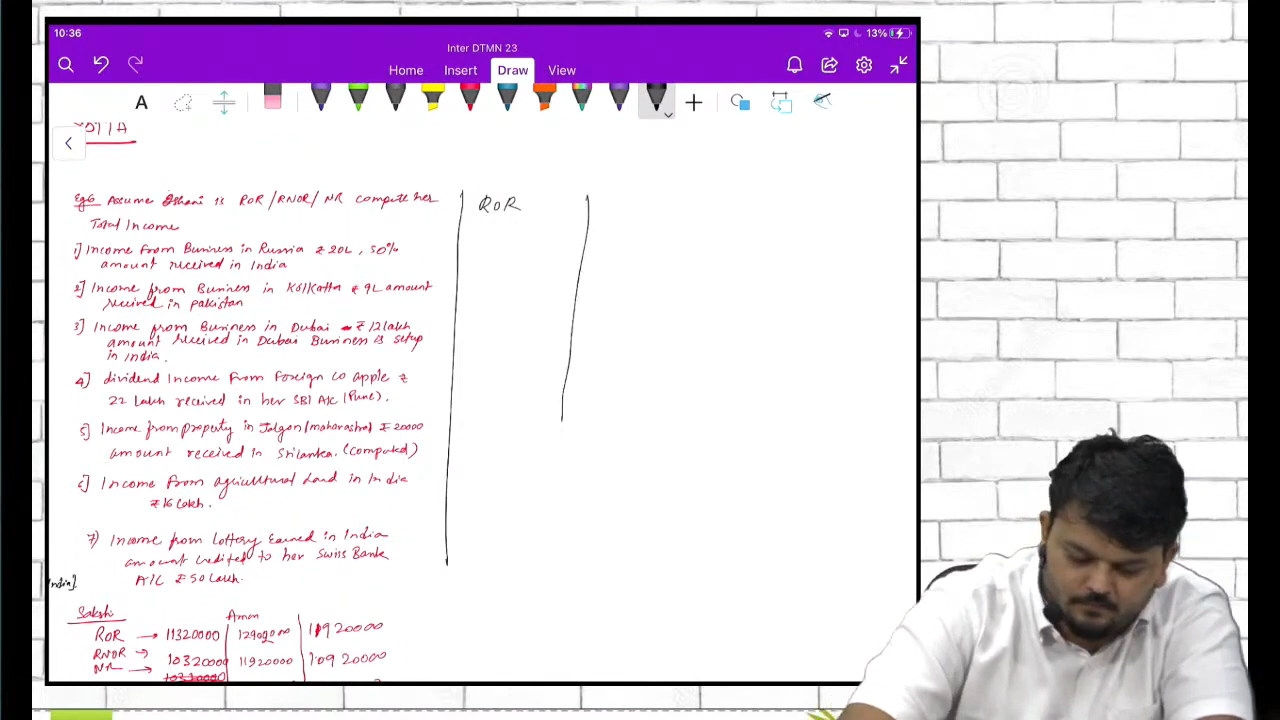 10:36
13%
Inter DTMN 23
Home Insert Draw View
A
Eg6 Assume Ishani is ROR/RNOR/NR compute her
Total Income
ROR
1] Income from Business in Russia ₹ 20L, 50%
amount received in India
2] Income from Business in Kolkatta ₹ 9L amount
received in pakistan
3] Income from Business in Dubai ₹ 12 lakh
amount received in Dubai Business is setup
in India.
4] dividend Income from Foreign co apple ₹
22 Lakh received in her SBI A/C (Pune).
5] Income from property in Jalgon (maharashtra) ₹ 20000
amount received in Srilanka. (computed)
6] Income from agricultural Land in India
₹ 16 Lakh.
7) Income from Lottery Earned in India
amount credited to her Swiss Bank
A/C ₹ 50 Lakh.
India].
Sakshi Aman
ROR → 11320000 11920000
RNOR →
NR → 10320000 11920000 10920000